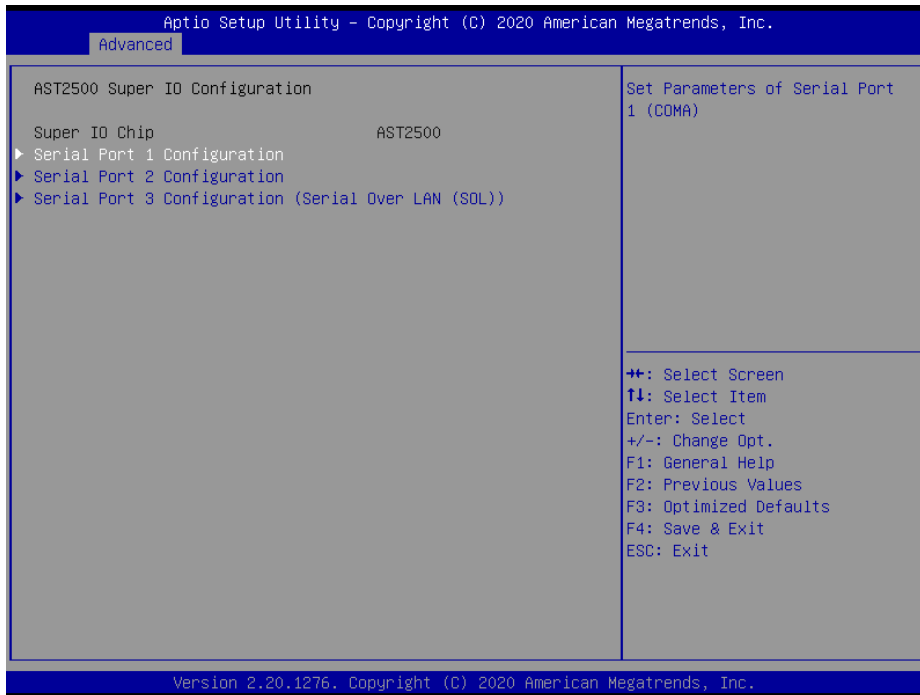 Aptio Setup Utility – Copyright (C) 2020 American Megatrends, Inc.
Advanced
AST2500 Super IO Configuration
Super IO Chip AST2500
▶ Serial Port 1 Configuration
▶ Serial Port 2 Configuration
▶ Serial Port 3 Configuration (Serial Over LAN (SOL))
Set Parameters of Serial Port
1 (COMA)
→←: Select Screen
↑↓: Select Item
Enter: Select
+/-: Change Opt.
F1: General Help
F2: Previous Values
F3: Optimized Defaults
F4: Save & Exit
ESC: Exit
Version 2.20.1276. Copyright (C) 2020 American Megatrends, Inc.